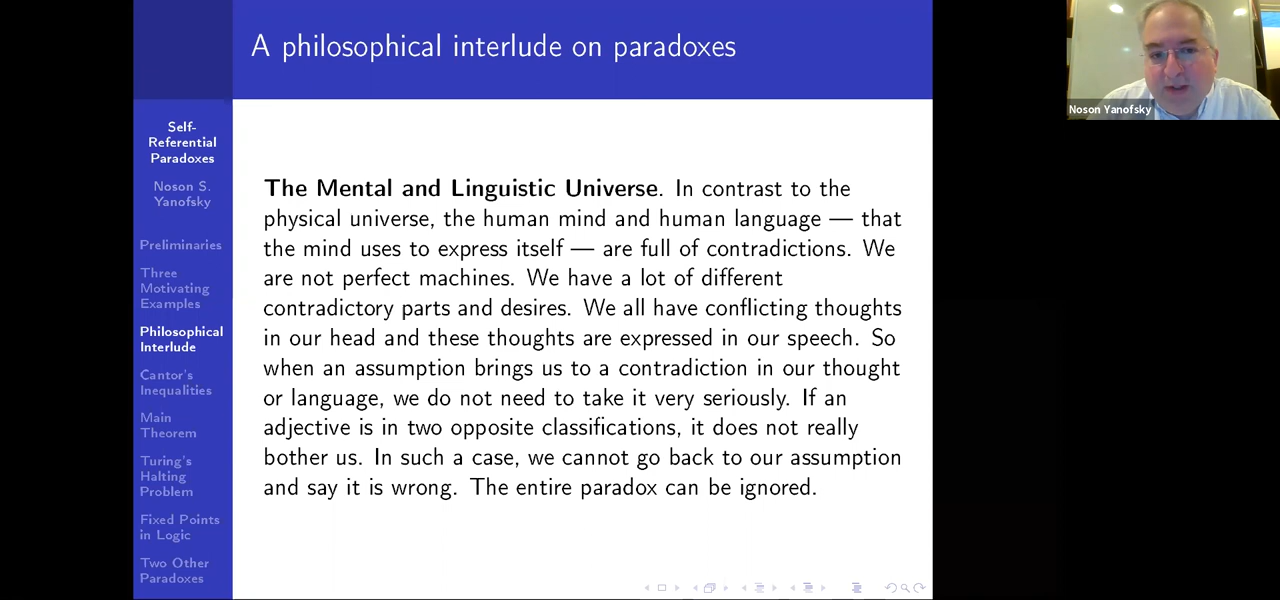 A philosophical interlude on paradoxes
Noson Yanofsky
Self-
Referential
Paradoxes
Noson S.
Yanofsky
Preliminaries
Three
Motivating
Examples
Philosophical
Interlude
Cantor's
Inequalities
Main
Theorem
Turing's
Halting
Problem
Fixed Points
in Logic
Two Other
Paradoxes
The Mental and Linguistic Universe. In contrast to the
physical universe, the human mind and human language — that
the mind uses to express itself — are full of contradictions. We
are not perfect machines. We have a lot of different
contradictory parts and desires. We all have conflicting thoughts
in our head and these thoughts are expressed in our speech. So
when an assumption brings us to a contradiction in our thought
or language, we do not need to take it very seriously. If an
adjective is in two opposite classifications, it does not really
bother us. In such a case, we cannot go back to our assumption
and say it is wrong. The entire paradox can be ignored.